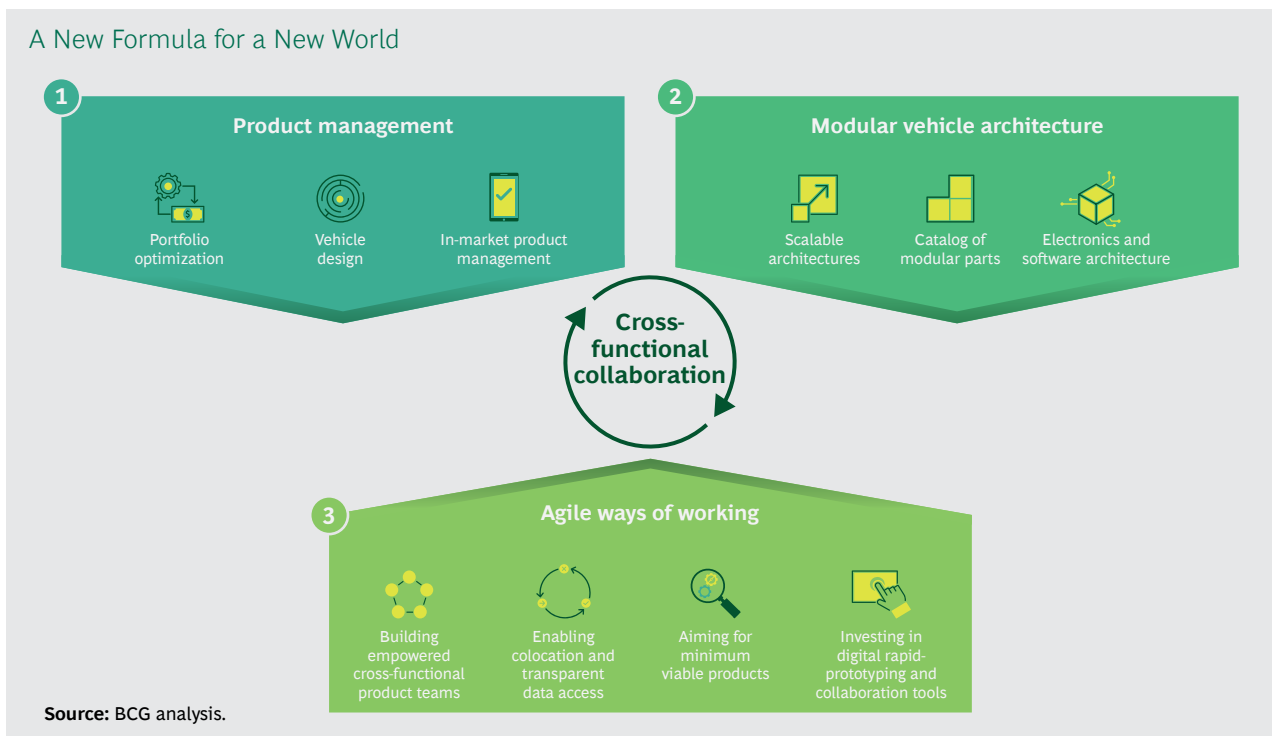 A New Formula for a New World
1
Product management
Portfolio
optimization
Vehicle
design
In-market product
management
2
Modular vehicle architecture
Scalable
architectures
Catalog of
modular parts
Electronics and
software architecture
Cross-
functional
collaboration
3
Agile ways of working
Building
empowered
cross-functional
product teams
Enabling
colocation and
transparent
data access
Aiming for
minimum
viable products
Investing in
digital rapid-
prototyping and
collaboration tools
Source: BCG analysis.